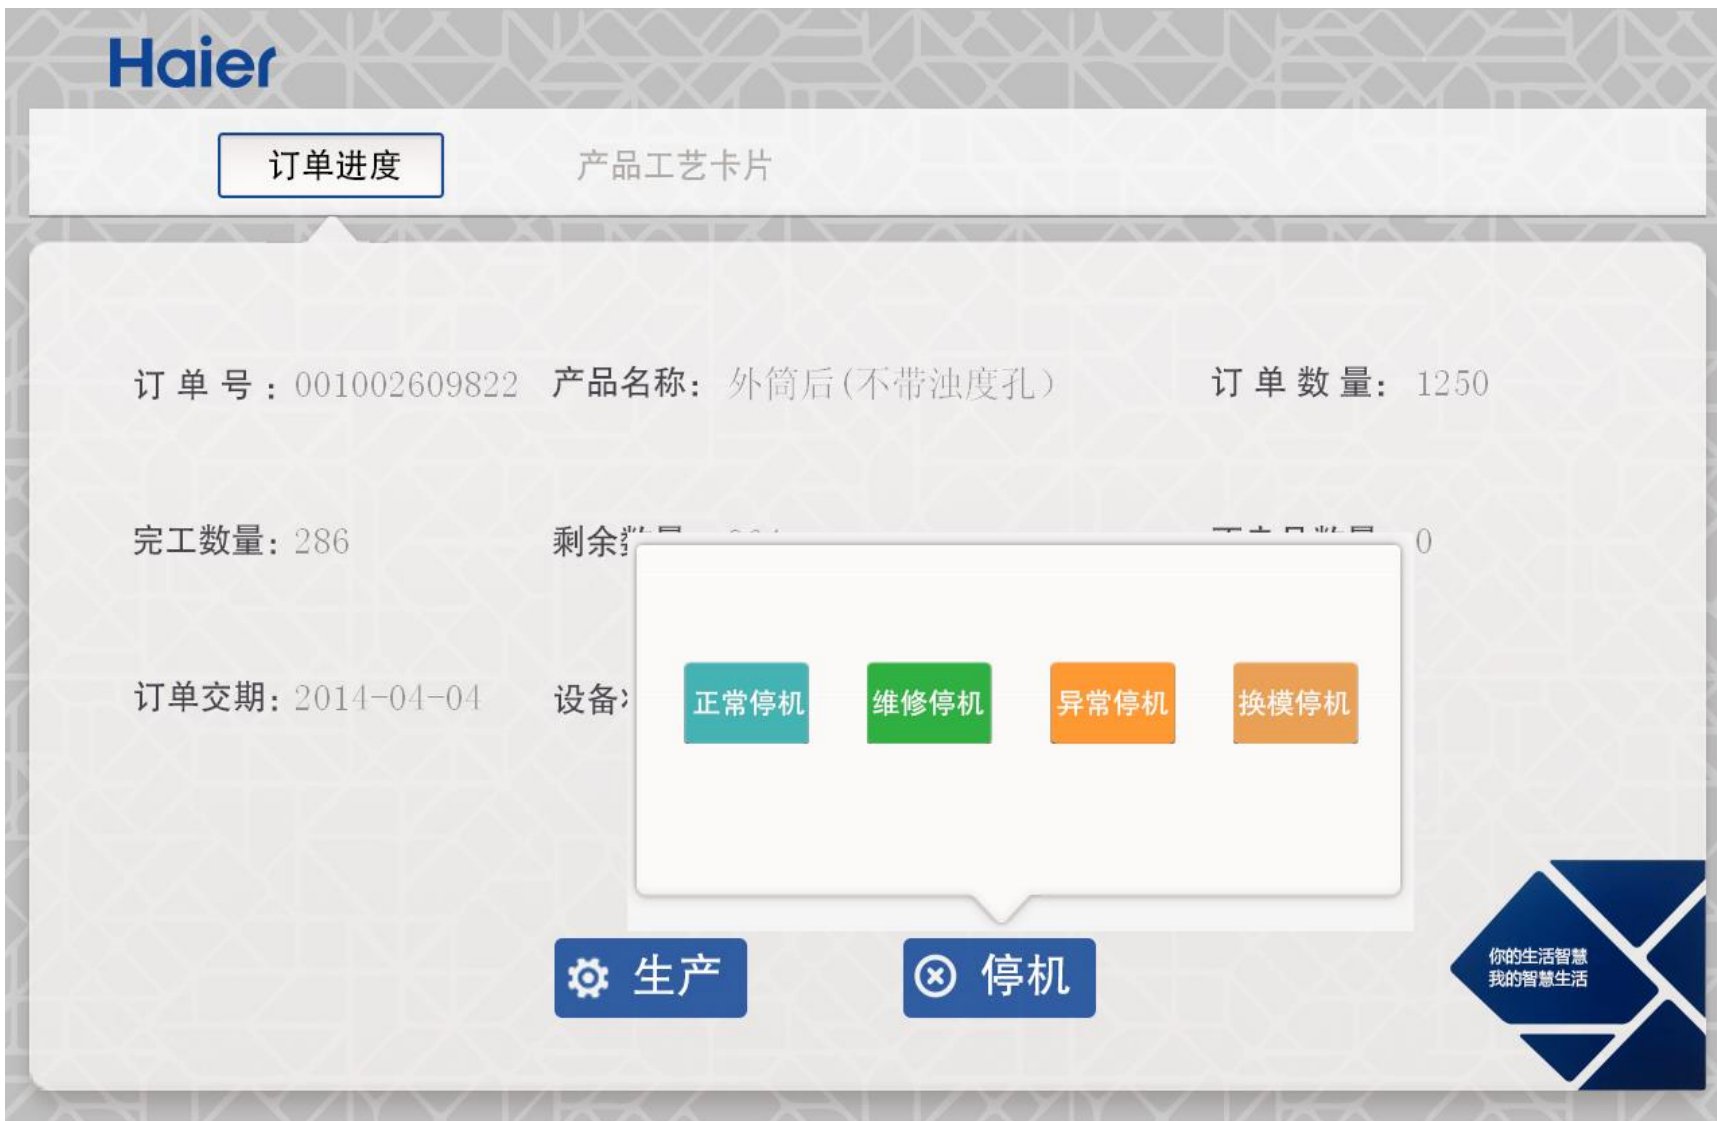 Haier
订单进度 产品工艺卡片
订单号: 001002609822 产品名称: 外筒后(不带浊度孔) 订单数量: 1250
完工数量: 286 剩余 0
订单交期: 2014-04-04 设备
正常停机 维修停机 异常停机 换模停机
生产 停机
你的生活智慧
我的智慧生活